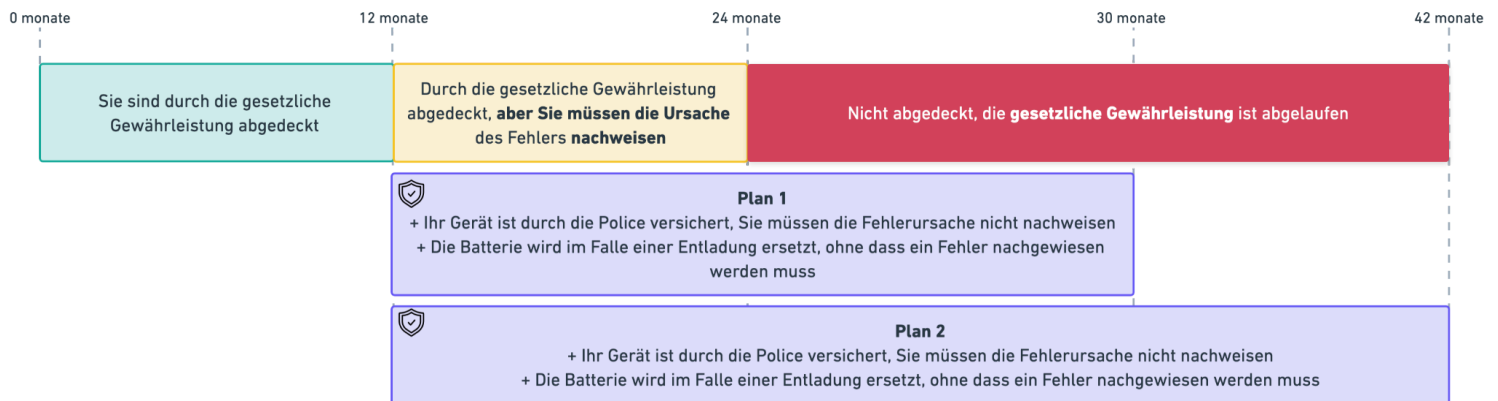 0 monate
12 monate
24 monate
30 monate
42 monate
Sie sind durch die gesetzliche
Gewährleistung abgedeckt
Durch die gesetzliche Gewährleistung
abgedeckt, aber Sie müssen die Ursache
des Fehlers nachweisen
Nicht abgedeckt, die gesetzliche Gewährleistung ist abgelaufen
Plan 1
+ Ihr Gerät ist durch die Police versichert, Sie müssen die Fehlerursache nicht nachweisen
+ Die Batterie wird im Falle einer Entladung ersetzt, ohne dass ein Fehler nachgewiesen
werden muss
Plan 2
+ Ihr Gerät ist durch die Police versichert, Sie müssen die Fehlerursache nicht nachweisen
+ Die Batterie wird im Falle einer Entladung ersetzt, ohne dass ein Fehler nachgewiesen werden muss